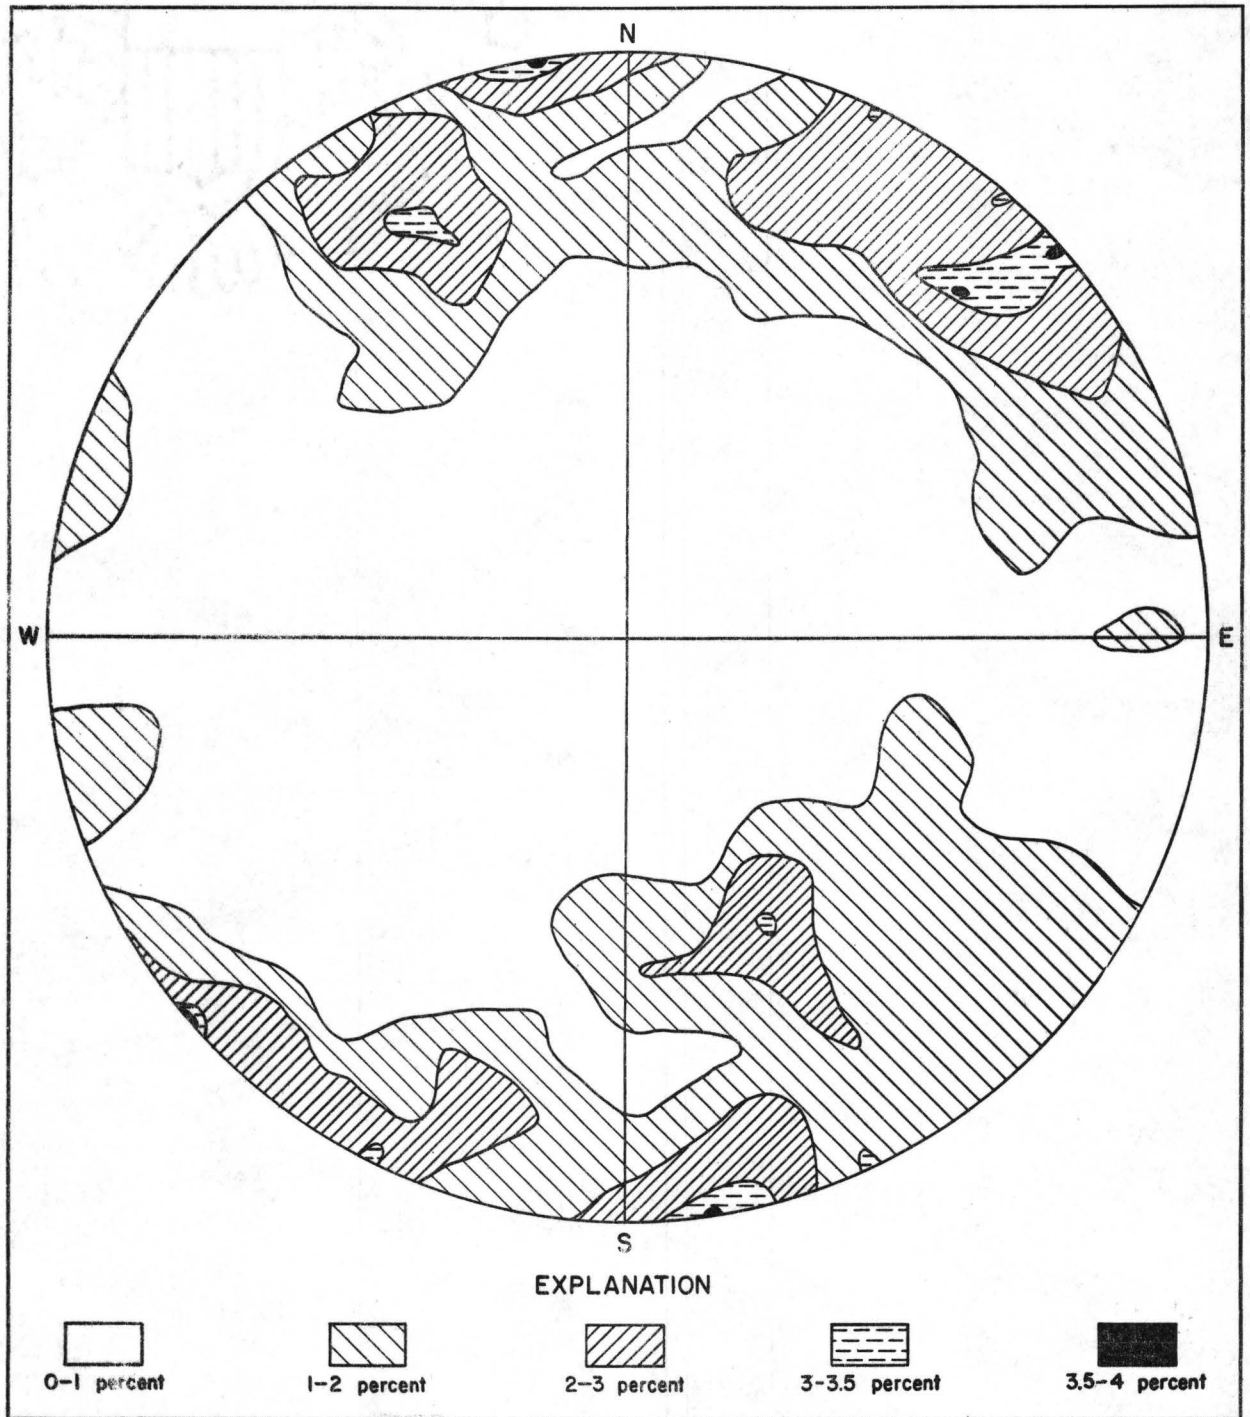 N
W
E
S
EXPLANATION
0-1 percent
1-2 percent
2-3 percent
3-3.5 percent
3.5-4 percent